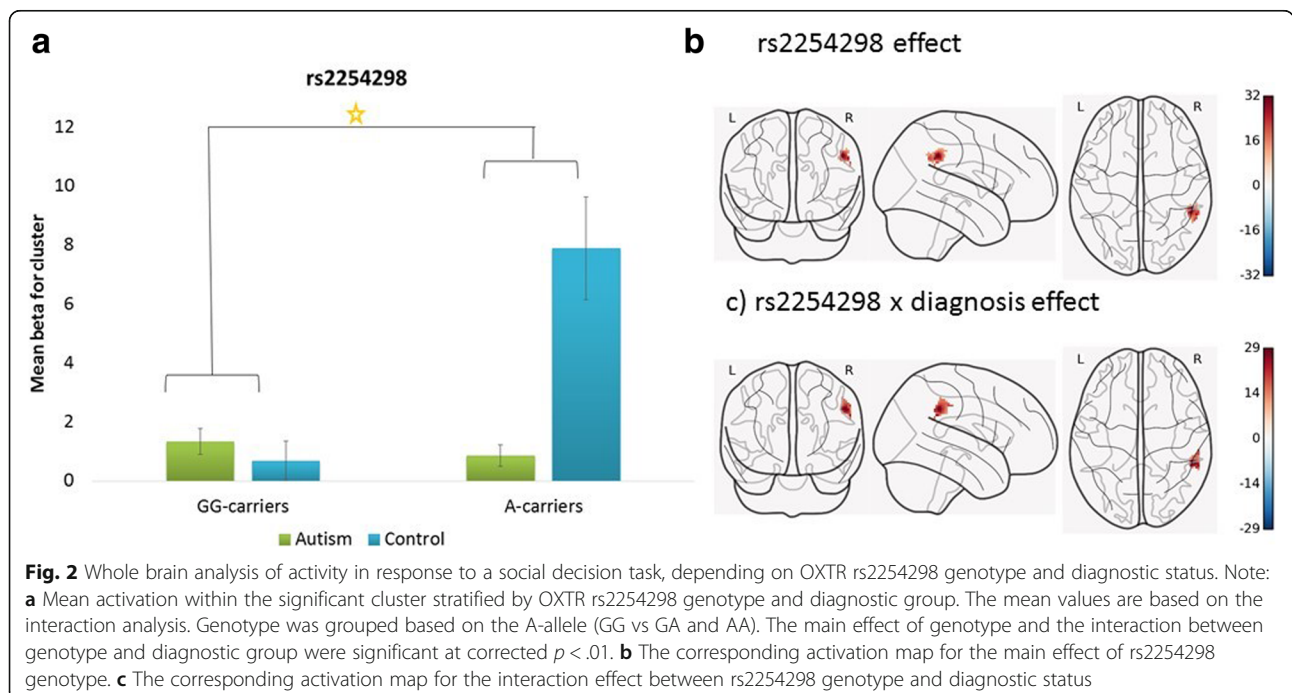 a
rs2254298
12
10
8
6
4
2
0
Mean beta for cluster
GG-carriers
A-carriers
Autism
Control
b
rs2254298 effect
L
R
L
R
32
16
0
-16
-32
c) rs2254298 x diagnosis effect
L
R
L
R
29
14
0
-14
-29
Fig. 2 Whole brain analysis of activity in response to a social decision task, depending on OXTR rs2254298 genotype and diagnostic status. Note:
a Mean activation within the significant cluster stratified by OXTR rs2254298 genotype and diagnostic group. The mean values are based on the
interaction analysis. Genotype was grouped based on the A-allele (GG vs GA and AA). The main effect of genotype and the interaction between
genotype and diagnostic group were significant at corrected p < .01. b The corresponding activation map for the main effect of rs2254298
genotype. c The corresponding activation map for the interaction effect between rs2254298 genotype and diagnostic status